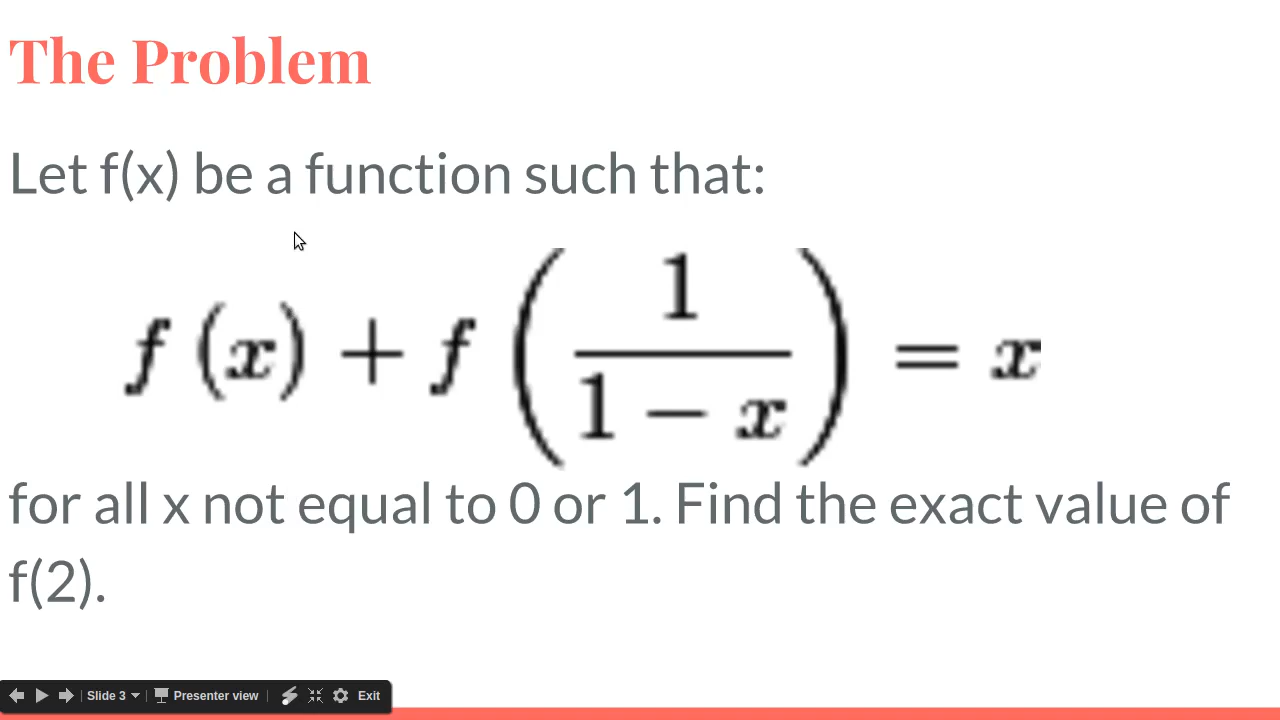 The Problem
Let f(x) be a function such that:
f (x) + f ( 1 / (1 − x) ) = x
for all x not equal to 0 or 1. Find the exact value of
f(2).
Slide 3 Presenter view Exit